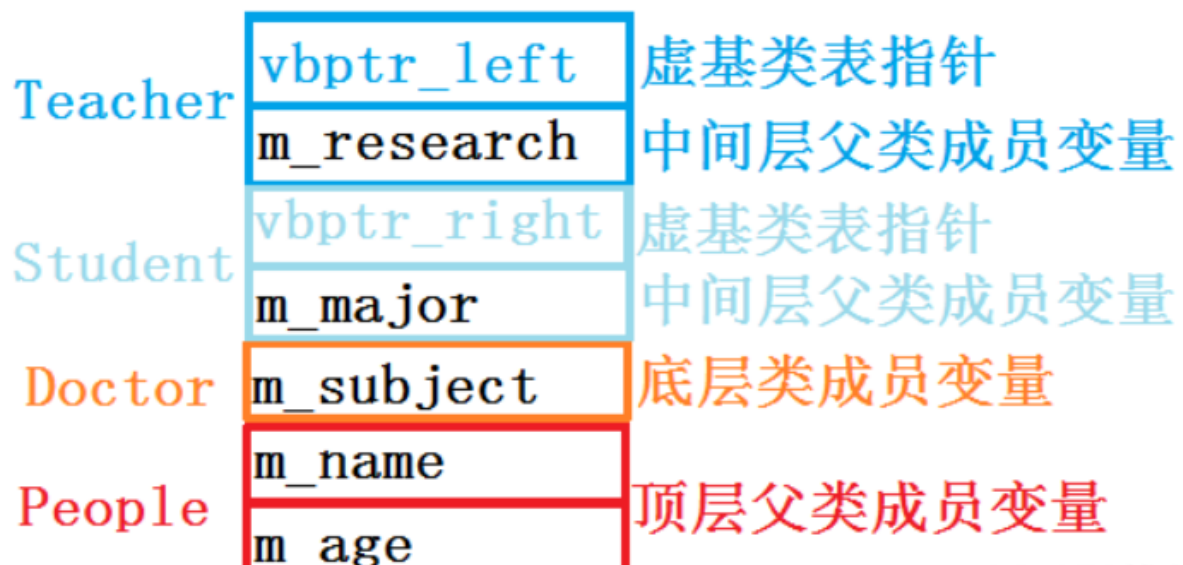 Teacher
vbptr_left 虚基类表指针
m_research 中间层父类成员变量
Student
vbptr_right 虚基类表指针
m_major 中间层父类成员变量
Doctor m_subject 底层类成员变量
People
m_name
顶层父类成员变量
m_age